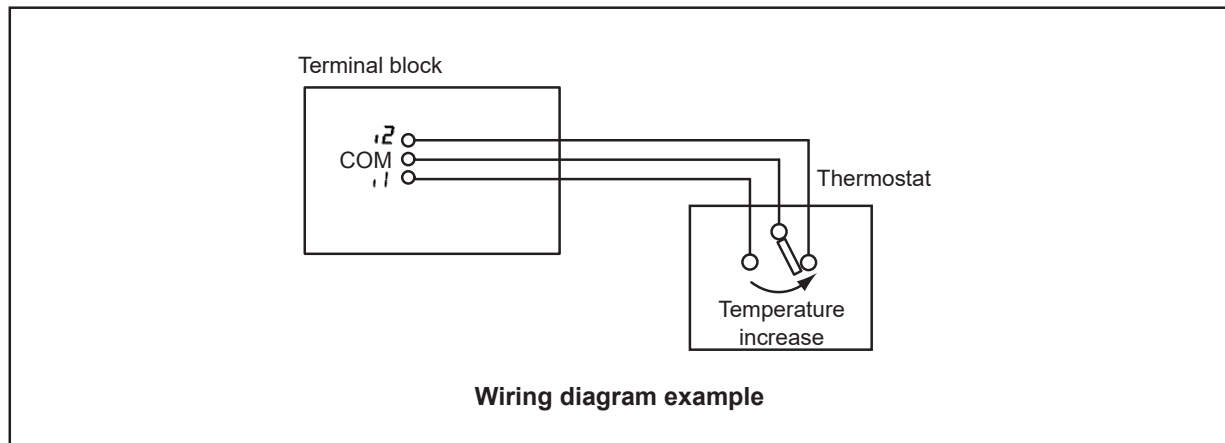 Terminal block
i2
COM
i1
Thermostat
Temperature
increase
Wiring diagram example